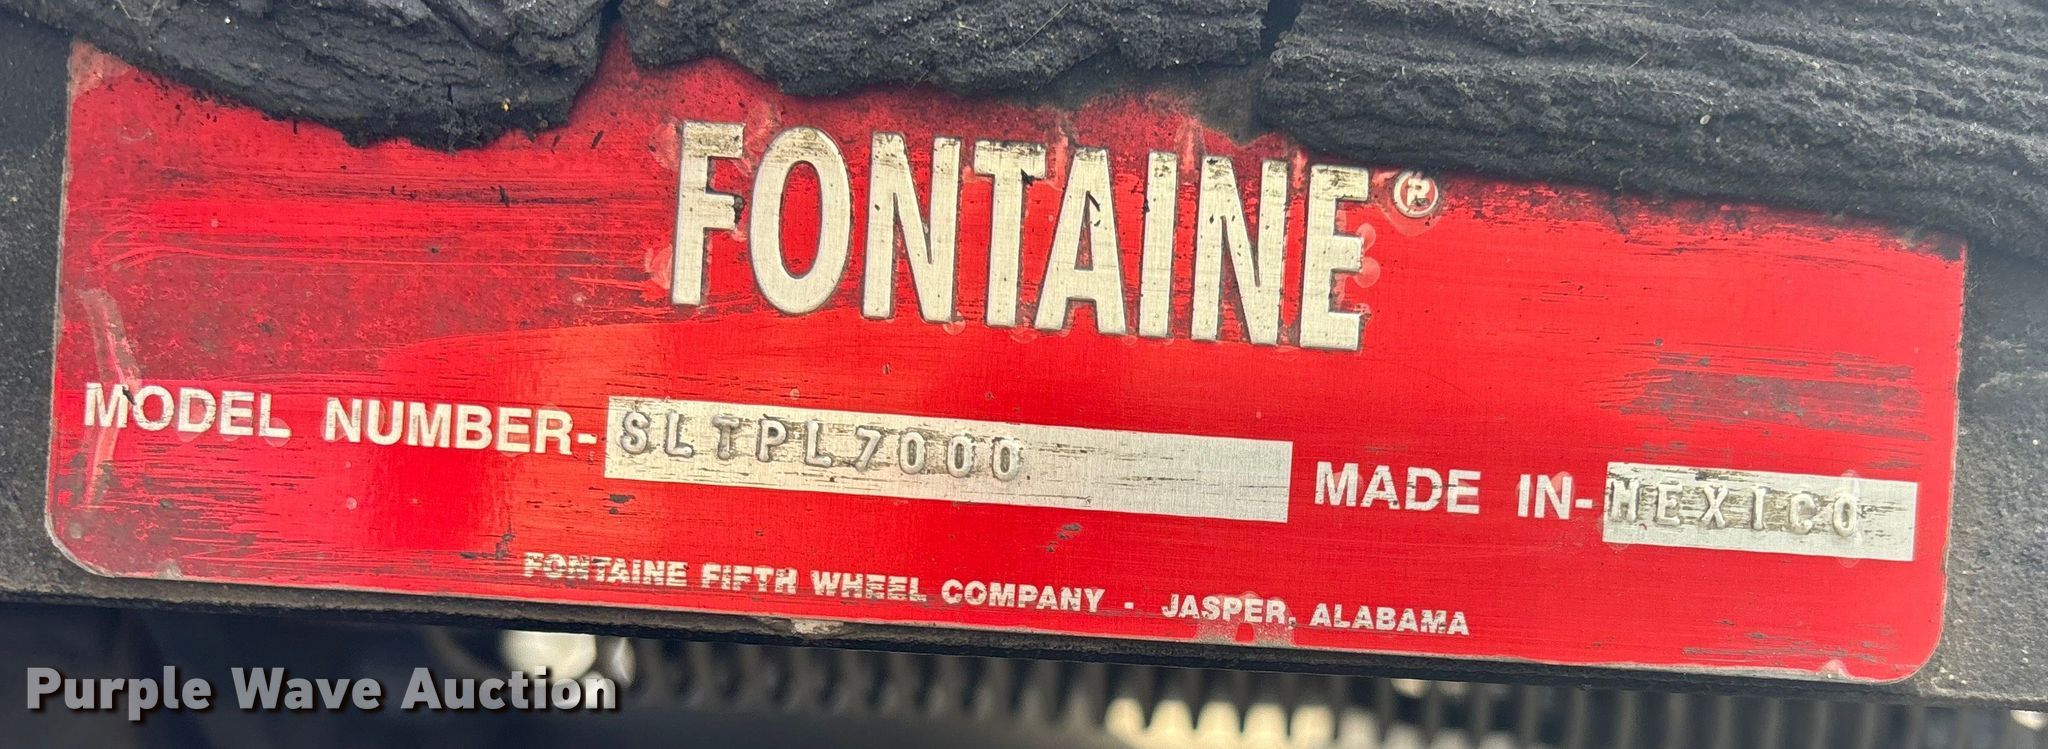 FONTAINE®
MODEL NUMBER- SLTPL7000 MADE IN- MEXICO
FONTAINE FIFTH WHEEL COMPANY - JASPER, ALABAMA
Purple Wave Auction